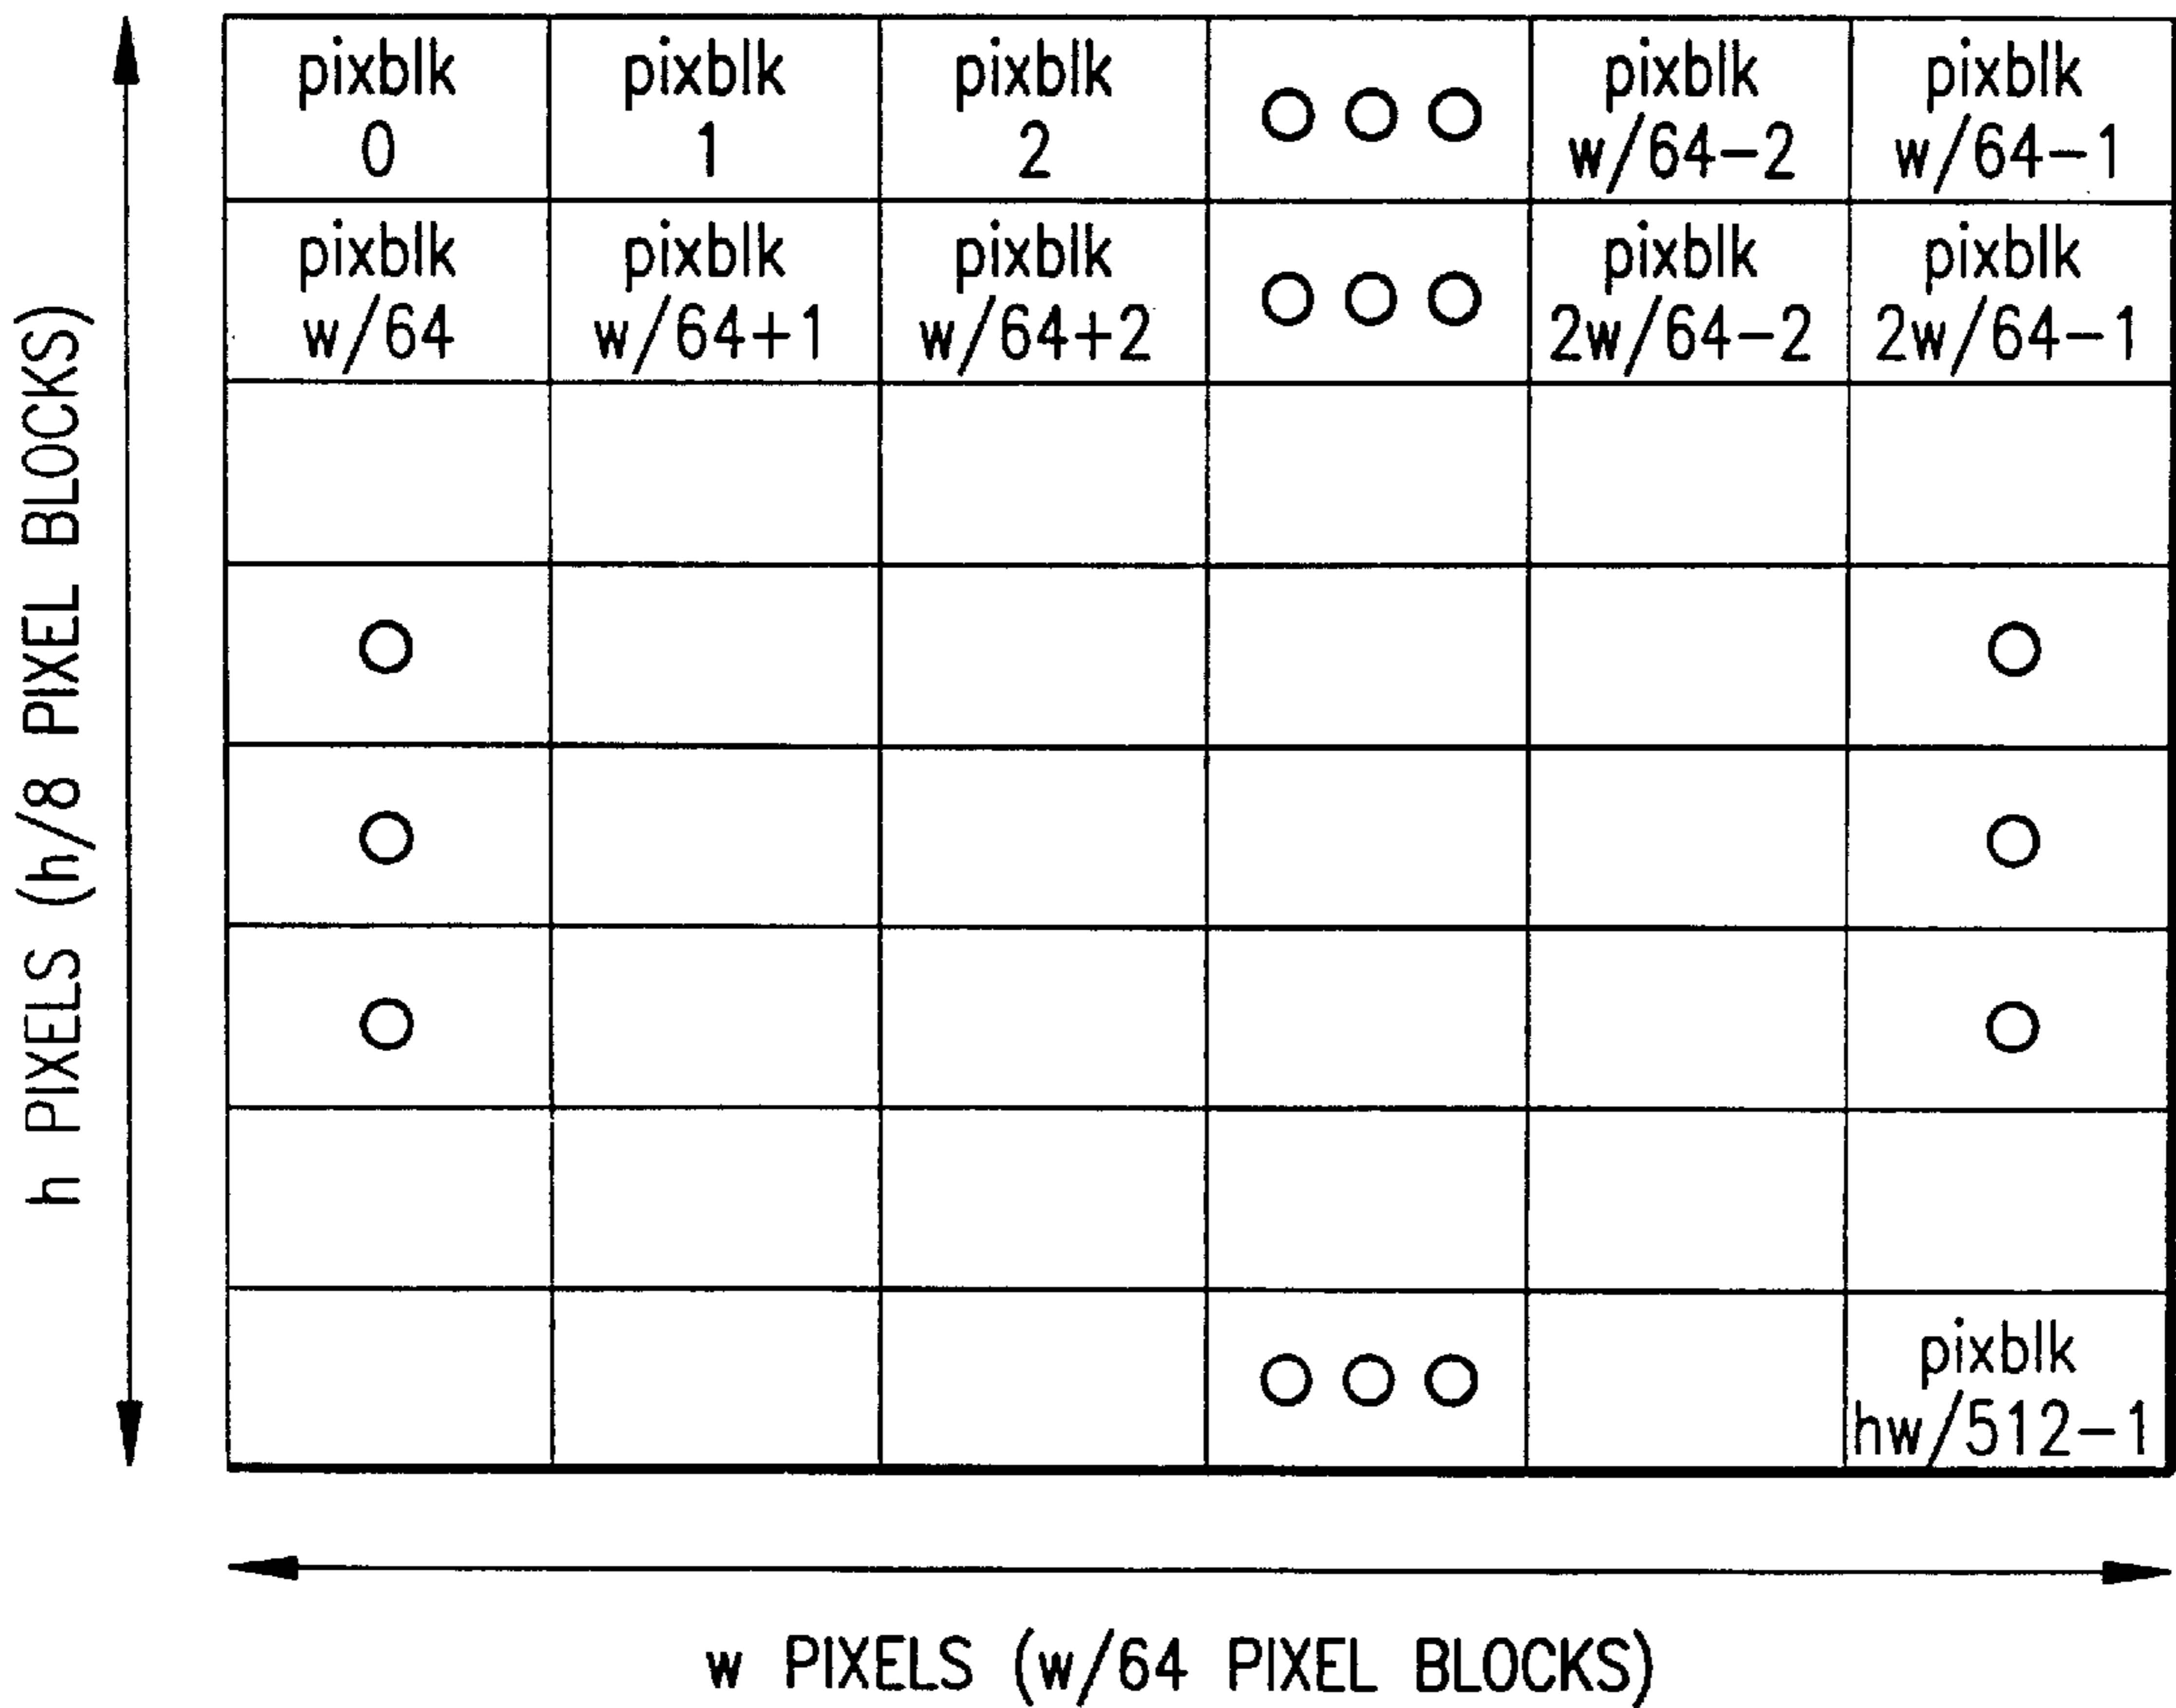 pixblk
0
pixblk
1
pixblk
2
pixblk
w/64-2
pixblk
w/64-1
pixblk
w/64
pixblk
w/64+1
pixblk
w/64+2
pixblk
2w/64-2
pixblk
2w/64-1
pixblk
hw/512-1
h PIXELS (h/8 PIXEL BLOCKS)
w PIXELS (w/64 PIXEL BLOCKS)